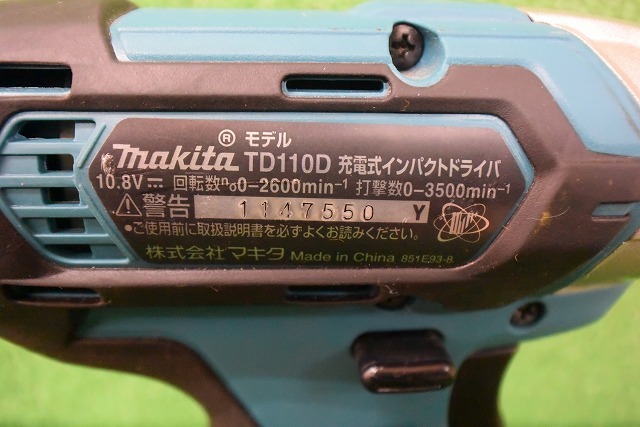 ® モデル
makita TD110D 充電式インパクトドライバ
10.8V⎓ 回転数n₀0-2600min⁻¹ 打撃数0-3500min⁻¹
⚠警告 1147550 Y
•ご使用前に取扱説明書を必ずよくお読みください。
株式会社マキタ Made in China 851E93-8